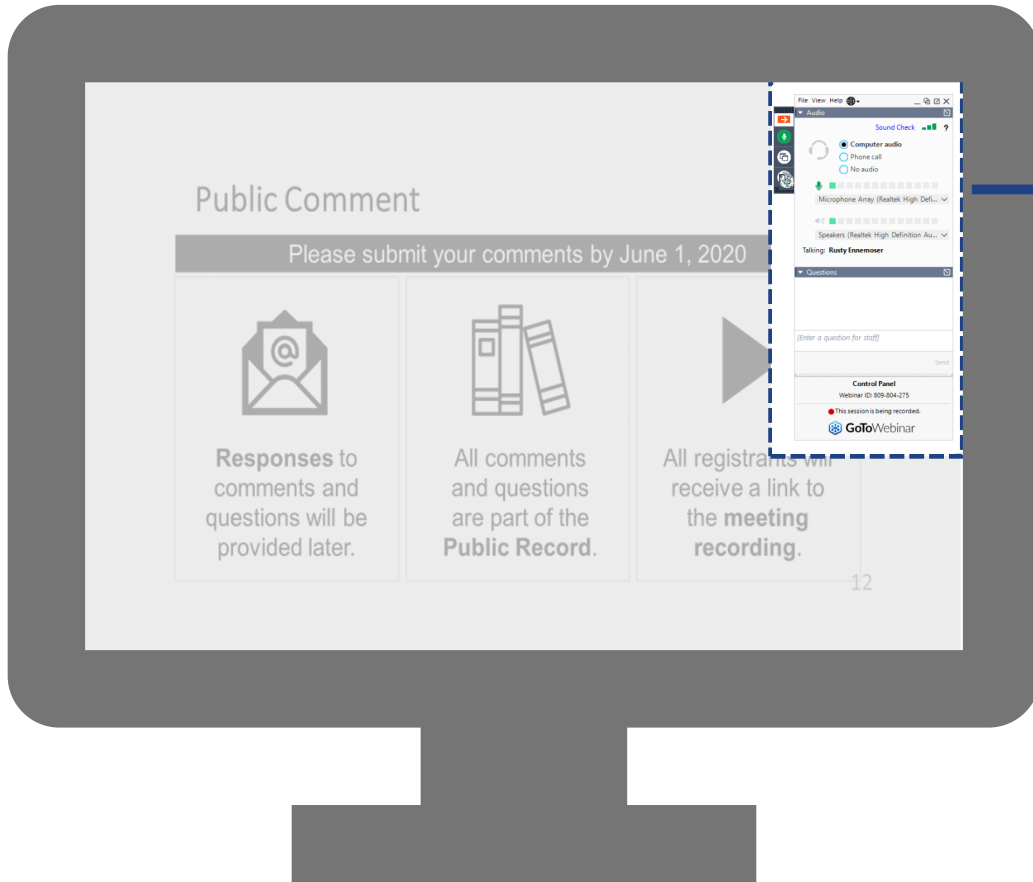 Public Comment
Please submit your comments by June 1, 2020
@
Responses to
comments and
questions will be
provided later.
All comments
and questions
are part of the
Public Record.
All registrants will
receive a link to
the meeting
recording.
12
File View Help
Audio
Sound Check ?
Computer audio
Phone call
No audio
Microphone Array (Realtek High Defi...
Speakers (Realtek High Definition Au...
Talking: Rusty Ennemoser
Questions
[Enter a question for staff]
Send
Control Panel
Webinar ID: 809-804-275
This session is being recorded.
GoToWebinar